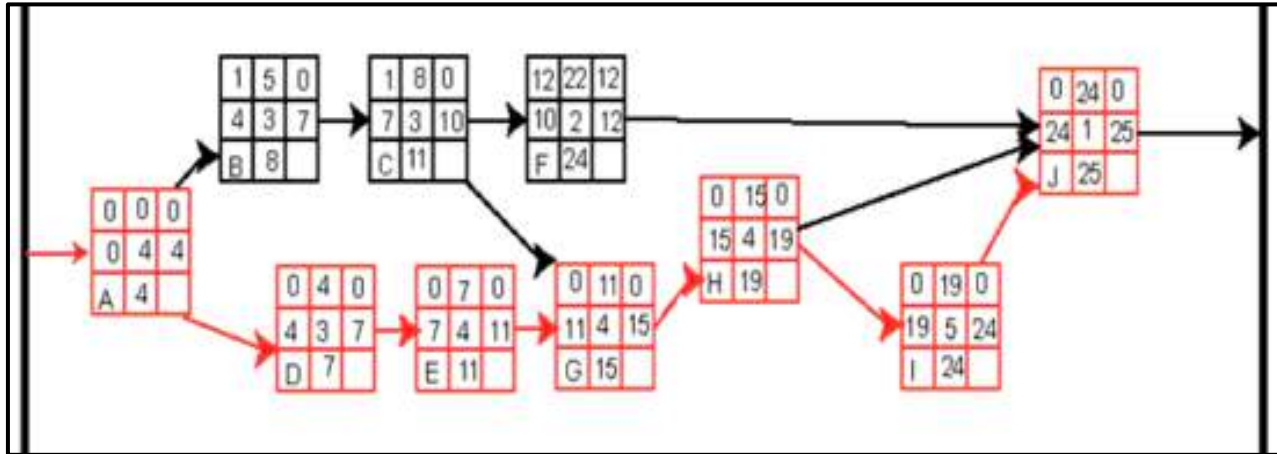 1 5 0
4 3 7
B 8
1 8 0
7 3 10
C 11
12 22 12
10 2 12
F 24
0 24 0
24 1 25
J 25
0 0 0
0 4 4
A 4
0 15 0
15 4 19
H 19
0 4 0
4 3 7
D 7
0 7 0
7 4 11
E 11
0 11 0
11 4 15
G 15
0 19 0
19 5 24
I 24